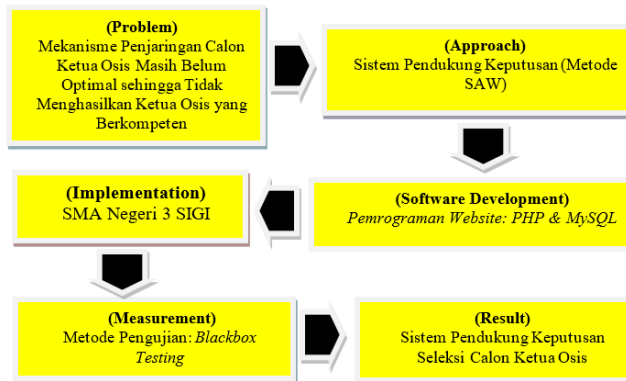 (Problem)
Mekanisme Penjaringan Calon
Ketua Osis Masih Belum
Optimal sehingga Tidak
Menghasilkan Ketua Osis yang
Berkompeten
(Approach)
Sistem Pendukung Keputusan (Metode
SAW)
(Software Development)
Pemrograman Website: PHP & MySQL
(Implementation)
SMA Negeri 3 SIGI
(Measurement)
Metode Pengujian: Blackbox
Testing
(Result)
Sistem Pendukung Keputusan
Seleksi Calon Ketua Osis